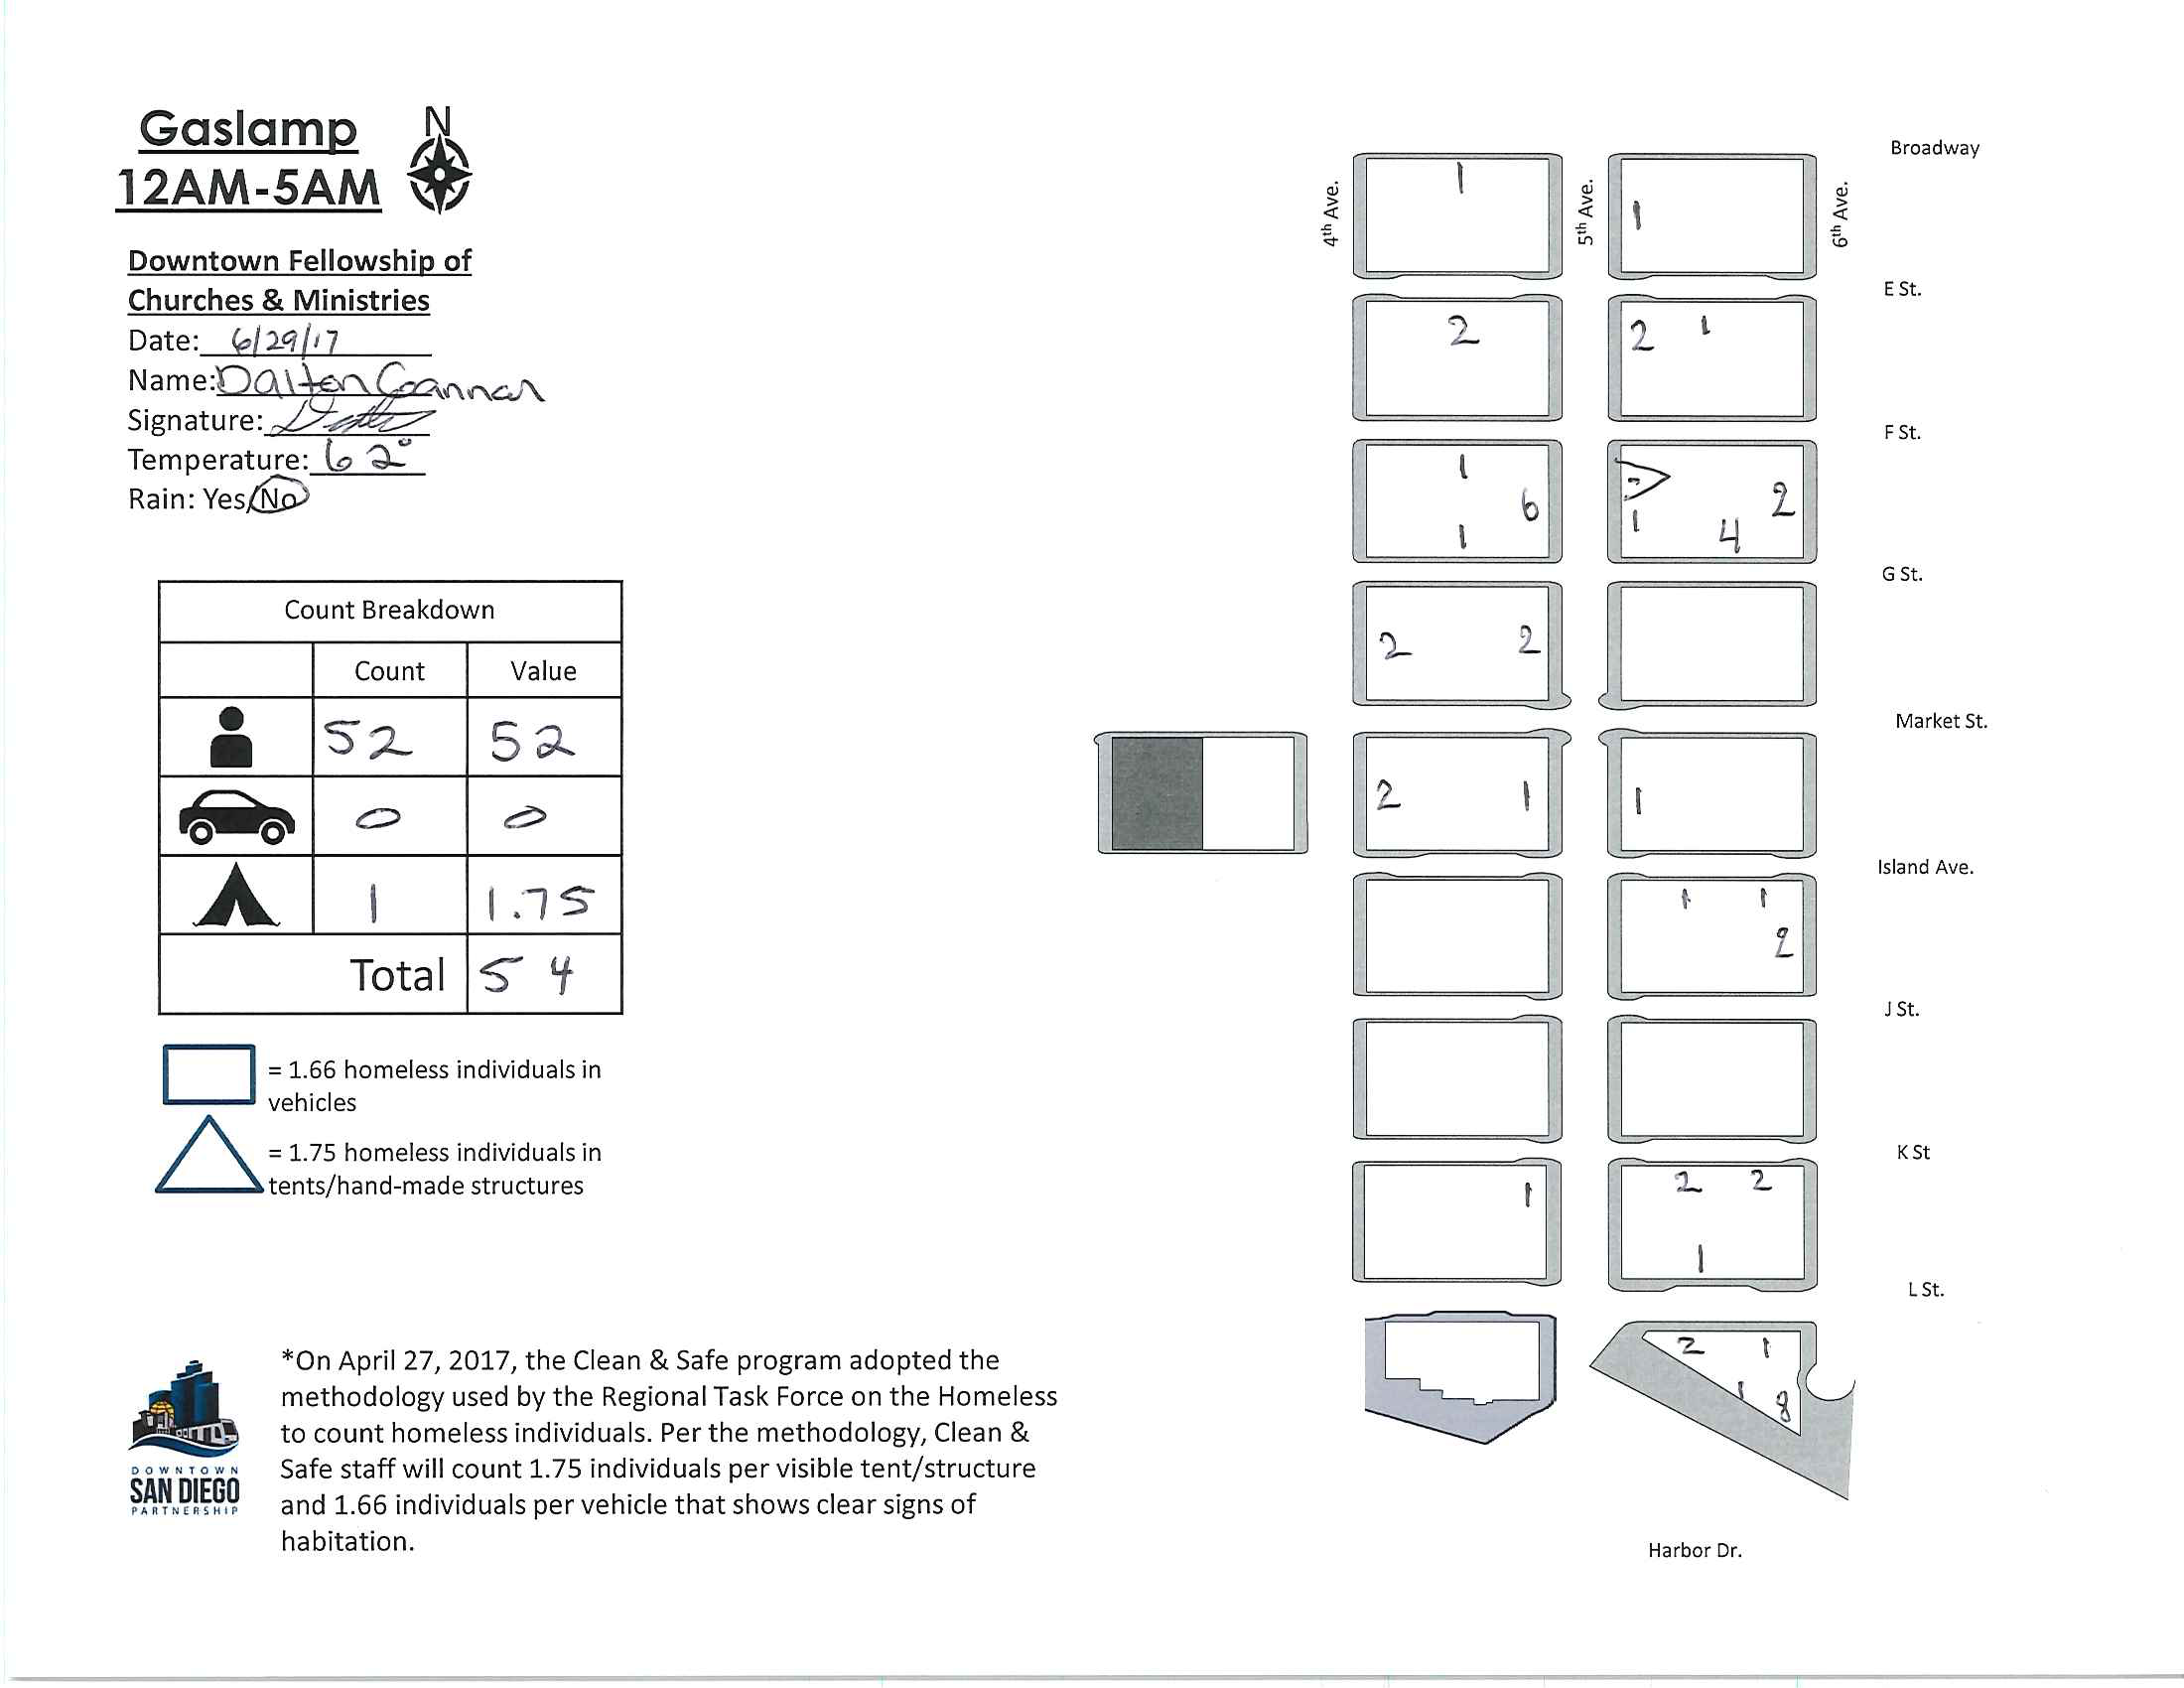 Gaslamp
12AM-5AM
N
Downtown Fellowship of
Churches & Ministries
Date: 6/29/17
Name: Dalton
Signature:
Temperature: 62°
Rain: Yes/No
Count Breakdown
Count Value
52 52
0 0
1 1.75
Total 54
= 1.66 homeless individuals in
vehicles
= 1.75 homeless individuals in
tents/hand-made structures
*On April 27, 2017, the Clean & Safe program adopted the
methodology used by the Regional Task Force on the Homeless
to count homeless individuals. Per the methodology, Clean &
Safe staff will count 1.75 individuals per visible tent/structure
and 1.66 individuals per vehicle that shows clear signs of
habitation.
DOWNTOWN
SAN DIEGO
PARTNERSHIP
Broadway
4th Ave.
5th Ave.
6th Ave.
1
1
E St.
2
2 1
F St.
1
6
1
2
1 4
G St.
2 2
Market St.
2 1
1
Island Ave.
1 1
2
J St.
K St
1
2 2
1
L St.
2 1
1 8
Harbor Dr.